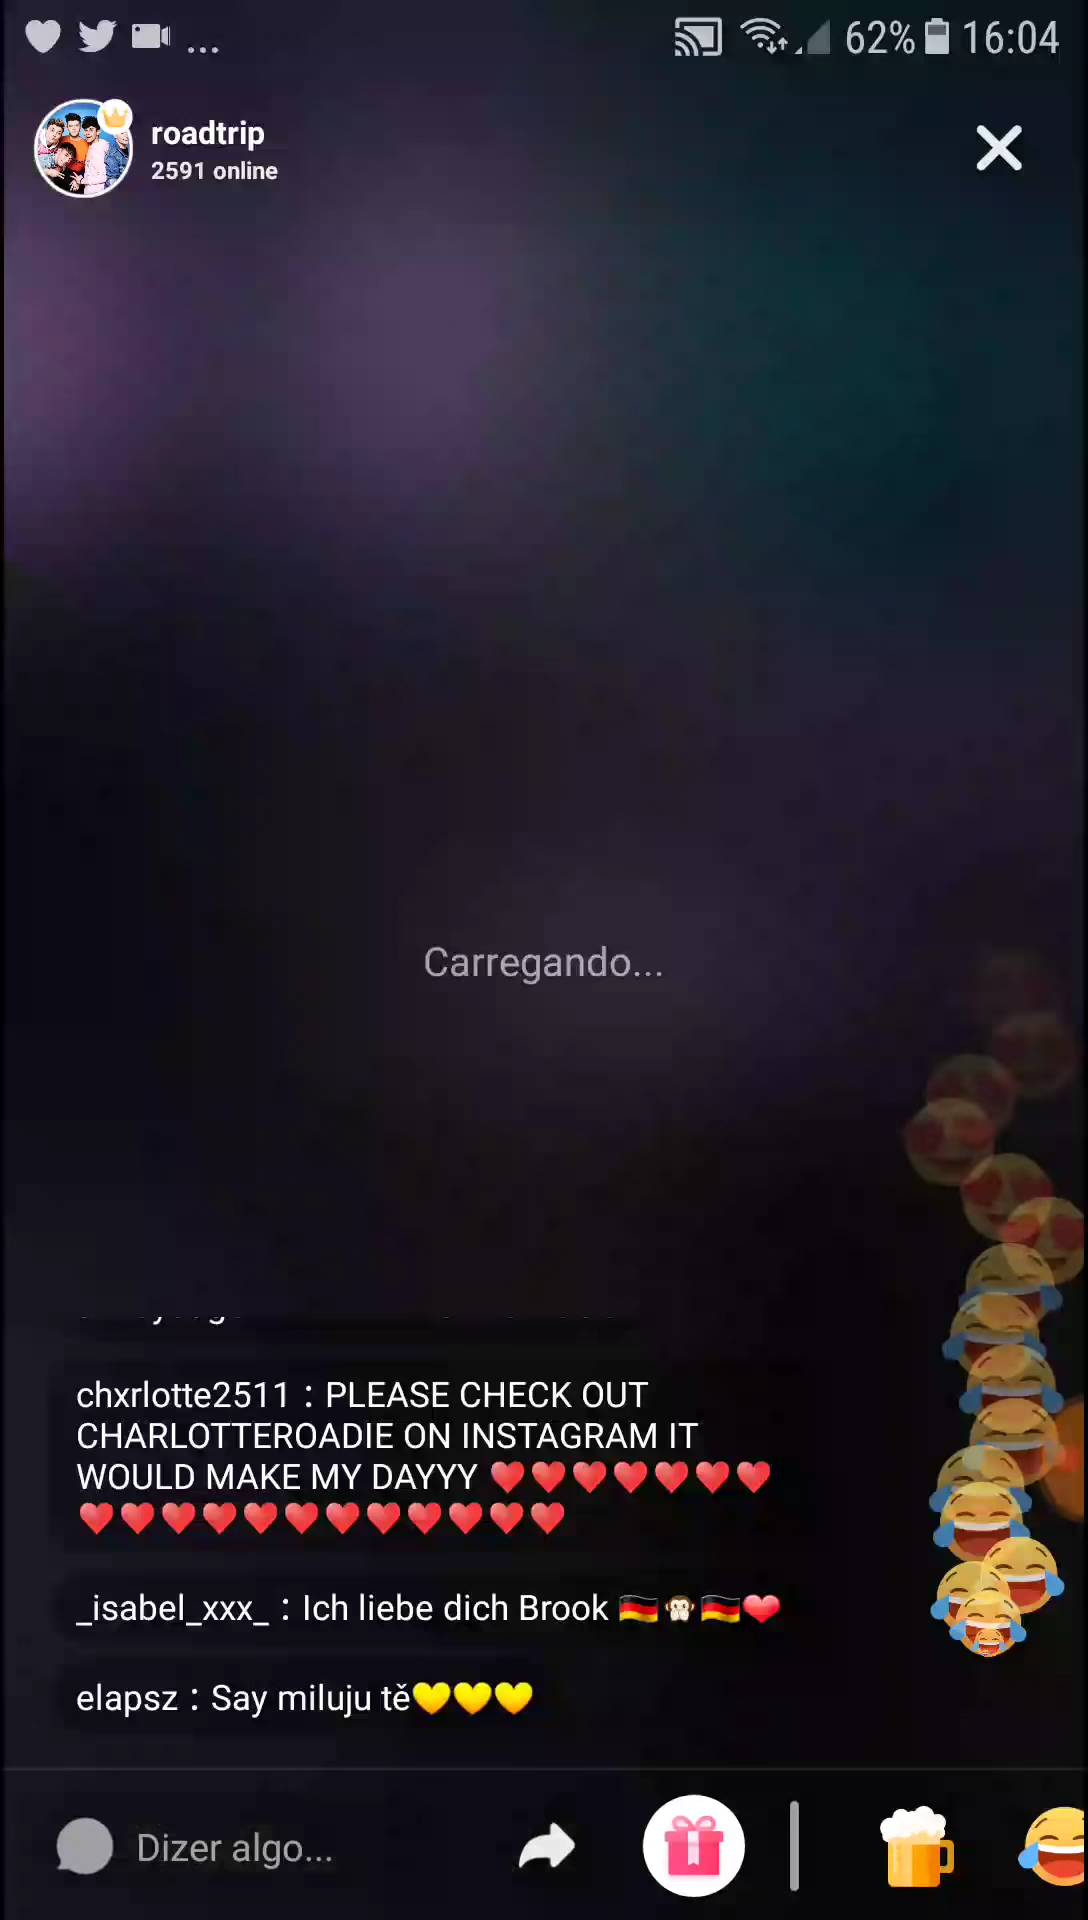 62% 16:04
roadtrip
2591 online
Carregando...
chxrlotte2511 : PLEASE CHECK OUT
CHARLOTTEROADIE ON INSTAGRAM IT
WOULD MAKE MY DAYYY ❤️❤️❤️❤️❤️❤️❤️
❤️❤️❤️❤️❤️❤️❤️❤️❤️❤️❤️❤️
_isabel_xxx_ : Ich liebe dich Brook 🇩🇪🙊🇩🇪❤️
elapsz : Say miluju tě💛💛💛
Dizer algo...